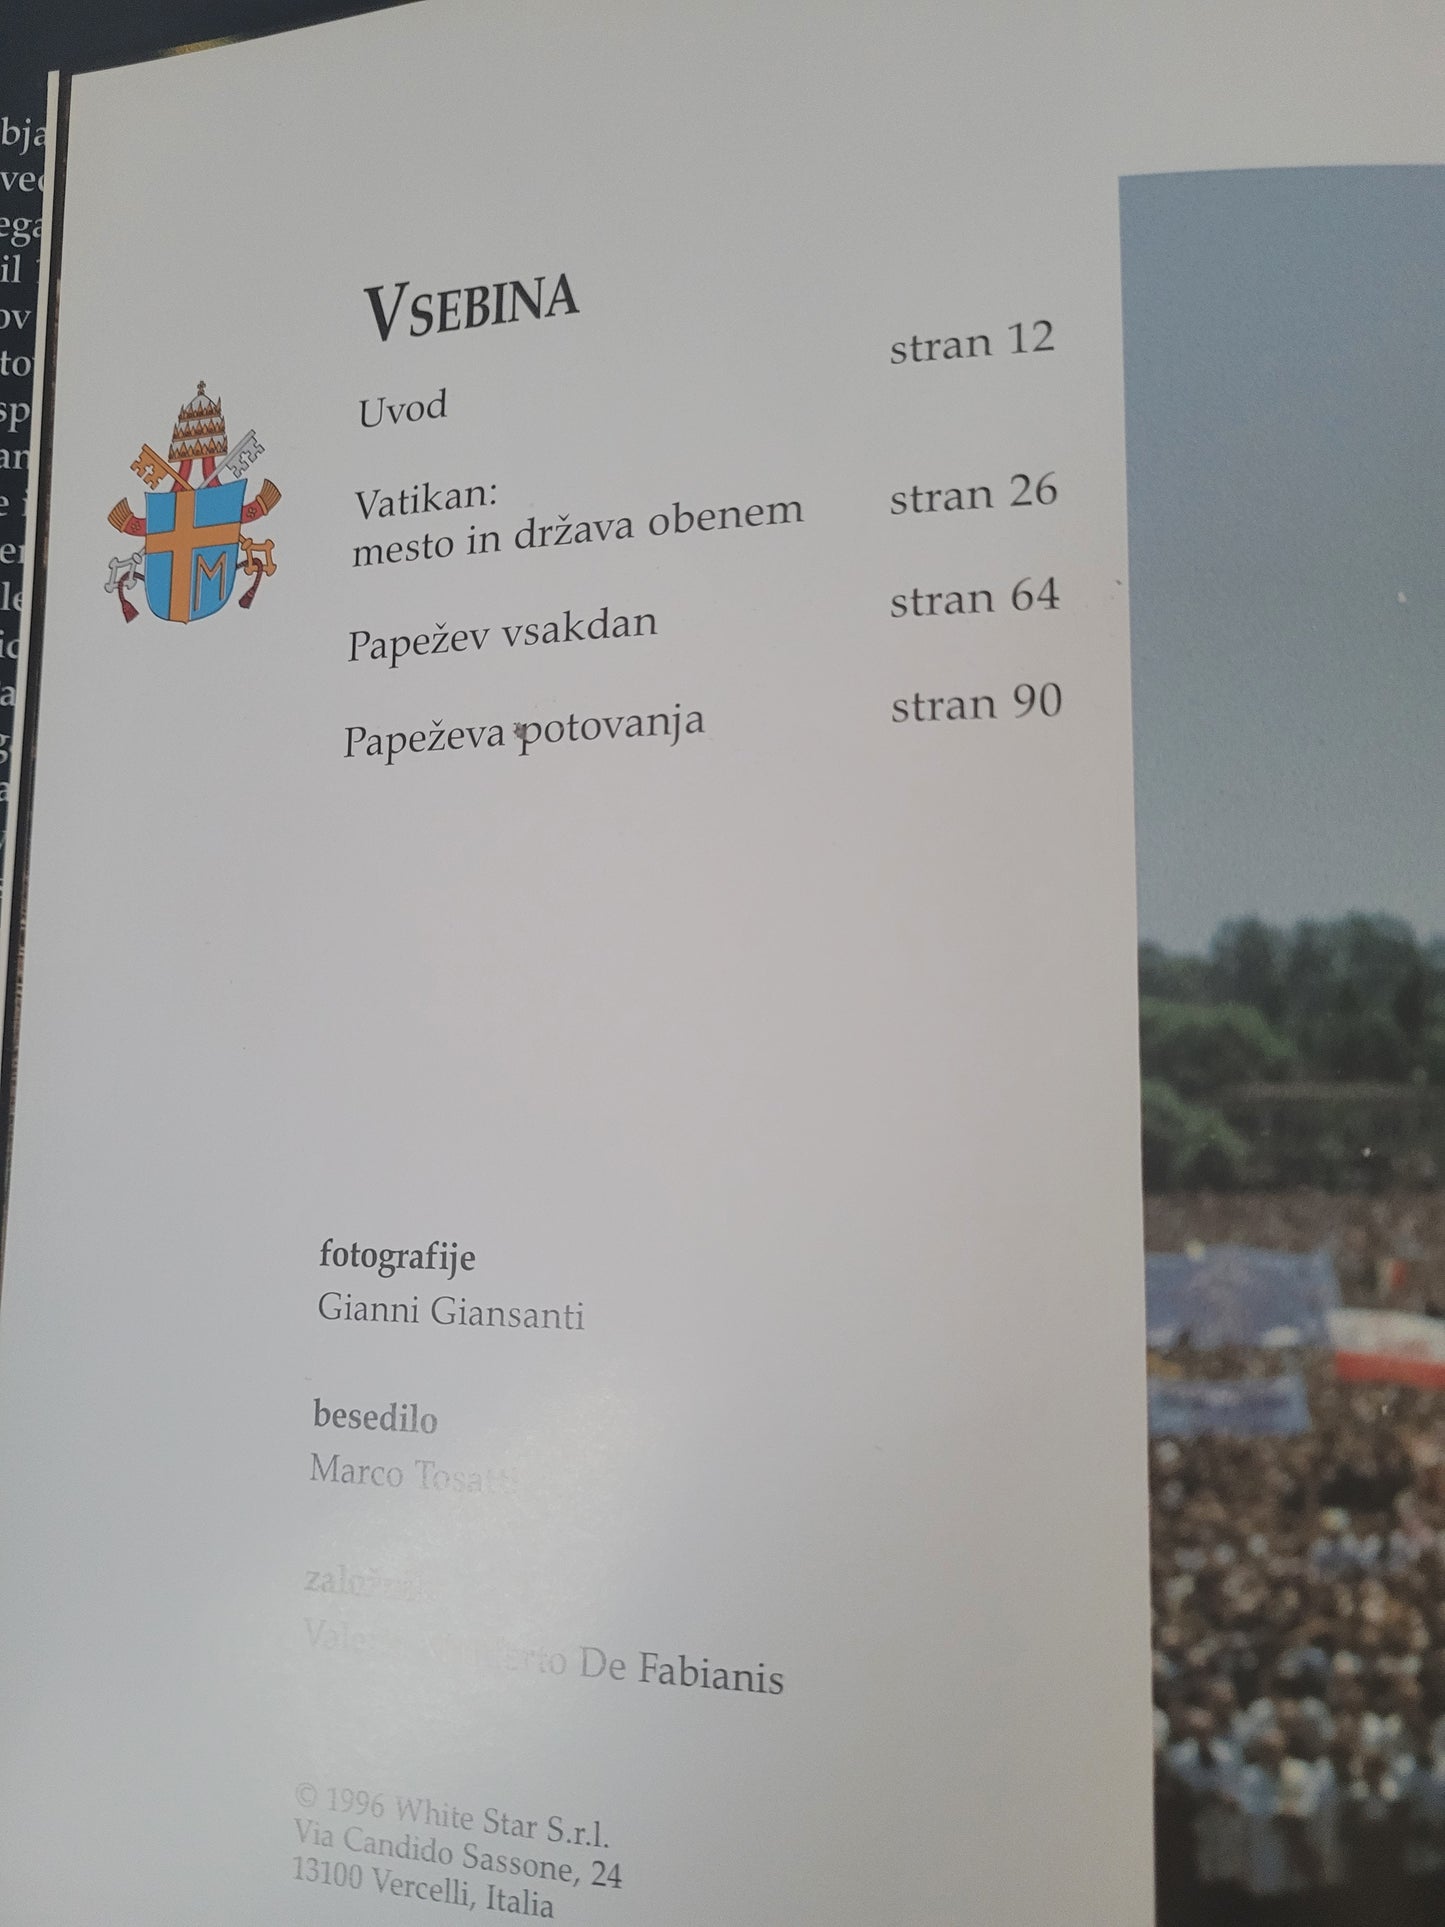 VSEBINA
Uvod stran 12
Vatikan:
mesto in država obenem stran 26
Papežev vsakdan stran 64
Papeževa potovanja stran 90
M
fotografije
Gianni Giansanti
besedilo
Marco Tosatti
De Fabianis
© 1996 White Star S.r.l.
Via Candido Sassone, 24
13100 Vercelli, Italia